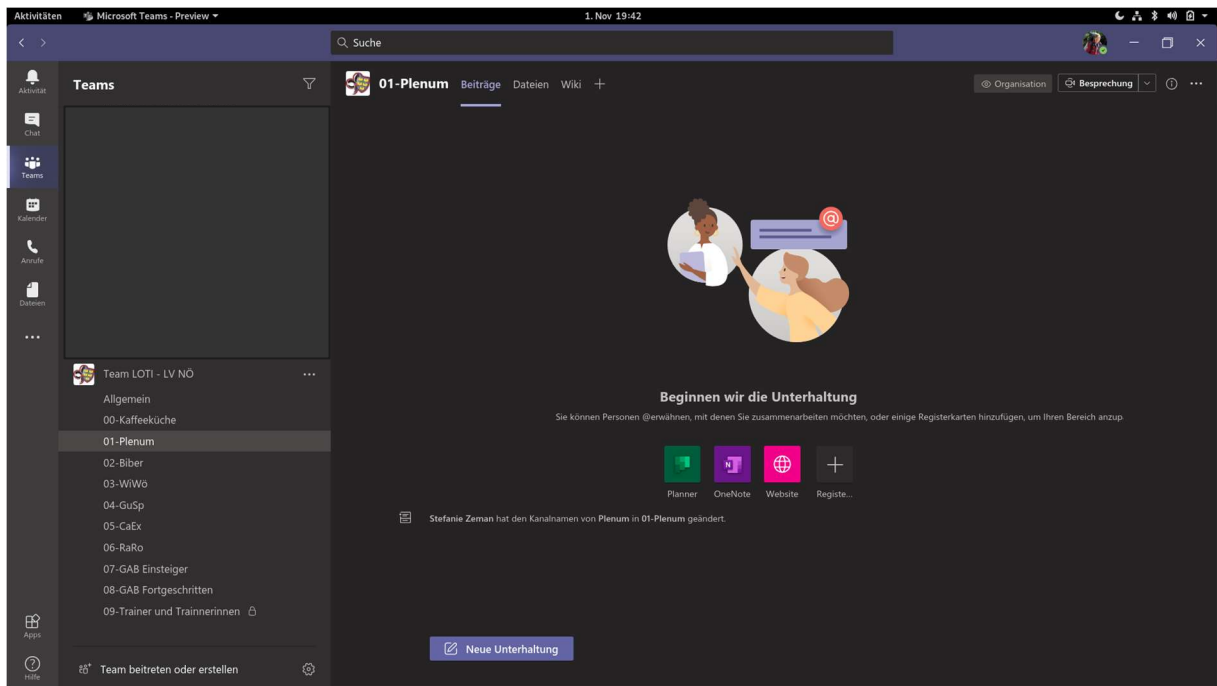 Aktivitäten Microsoft Teams - Preview 1. Nov 19:42
Suche
Aktivität
Chat
Teams
Kalender
Anrufe
Dateien
Apps
Hilfe
Teams
Team LOTI - LV NÖ
Allgemein
00-Kaffeeküche
01-Plenum
02-Biber
03-WiWö
04-GuSp
05-CaEx
06-RaRo
07-GAB Einsteiger
08-GAB Fortgeschritten
09-Trainer und Trainnerinnen
Team beitreten oder erstellen
01-Plenum Beiträge Dateien Wiki
Organisation Besprechung
Beginnen wir die Unterhaltung
Sie können Personen @erwähnen, mit denen Sie zusammenarbeiten möchten, oder einige Registerkarten hinzufügen, um Ihren Bereich anzup
Planner OneNote Website Registe...
Stefanie Zeman hat den Kanalnamen von Plenum in 01-Plenum geändert.
Neue Unterhaltung